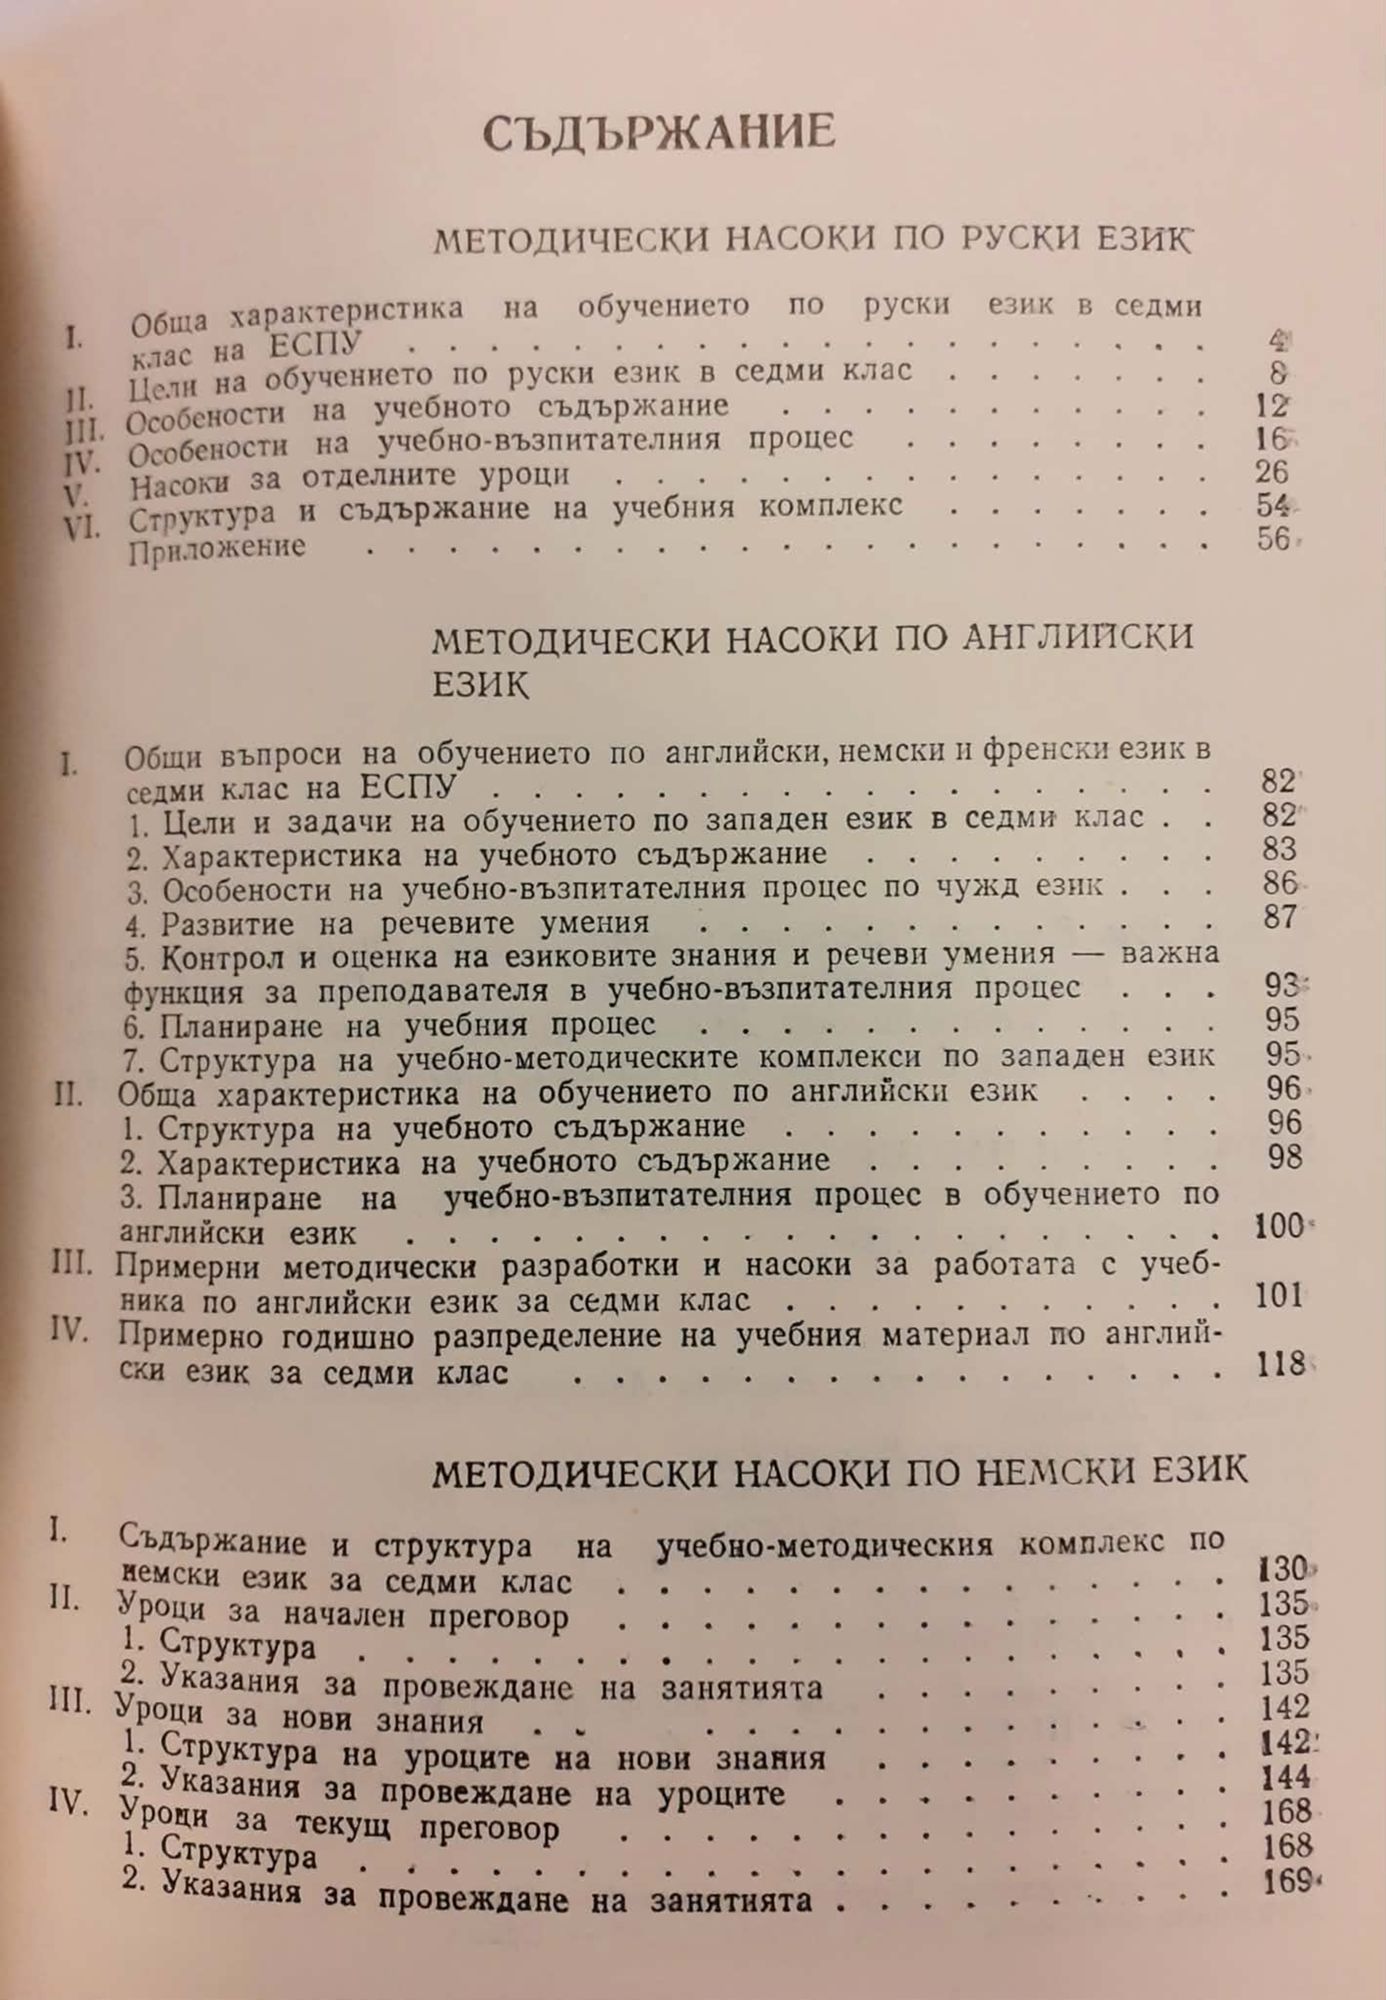 СЪДЪРЖАНИЕ
МЕТОДИЧЕСКИ НАСОКИ ПО РУСКИ ЕЗИК
I. Обща характеристика на обучението по руски език в седми
клас на ЕСПУ . . . . . . . . . . . . . . . . . . . . 4
II. Цели на обучението по руски език в седми клас . . . . . . . 8
III. Особености на учебното съдържание . . . . . . . . . . . 12
IV. Особености на учебно-възпитателния процес . . . . . . . . 16
V. Насоки за отделните уроци . . . . . . . . . . . . . . . 26
VI. Структура и съдържание на учебния комплекс . . . . . . . 54
Приложение . . . . . . . . . . . . . . . . . . . . . 56
МЕТОДИЧЕСКИ НАСОКИ ПО АНГЛИЙСКИ
ЕЗИК
I. Общи въпроси на обучението по английски, немски и френски език в
седми клас на ЕСПУ . . . . . . . . . . . . . . . . . . 82
1. Цели и задачи на обучението по западен език в седми клас . . 82
2. Характеристика на учебното съдържание . . . . . . . . . 83
3. Особености на учебно-възпитателния процес по чужд език . . . 86
4. Развитие на речевите умения . . . . . . . . . . . . . 87
5. Контрол и оценка на езиковите знания и речеви умения — важна
функция за преподавателя в учебно-възпитателния процес . . . 93
6. Планиране на учебния процес . . . . . . . . . . . . . 95
7. Структура на учебно-методическите комплекси по западен език 95
II. Обща характеристика на обучението по английски език . . . . 96
1. Структура на учебното съдържание . . . . . . . . . . . 96
2. Характеристика на учебното съдържание . . . . . . . . . 98
3. Планиране на учебно-възпитателния процес в обучението по
английски език . . . . . . . . . . . . . . . . . . . . 100
III. Примерни методически разработки и насоки за работата с учеб-
ника по английски език за седми клас . . . . . . . . . . . 101
IV. Примерно годишно разпределение на учебния материал по англий-
ски език за седми клас . . . . . . . . . . . . . . . . 118
МЕТОДИЧЕСКИ НАСОКИ ПО НЕМСКИ ЕЗИК
I. Съдържание и структура на учебно-методическия комплекс по
немски език за седми клас . . . . . . . . . . . . . . . 130
II. Уроци за начален преговор . . . . . . . . . . . . . . . 135
1. Структура . . . . . . . . . . . . . . . . . . . . 135
2. Указания за провеждане на занятията . . . . . . . . . 135
III. Уроци за нови знания . . . . . . . . . . . . . . . . 142
1. Структура на уроците на нови знания . . . . . . . . . 142
2. Указания за провеждане на уроците . . . . . . . . . . 144
IV. Уроци за текущ преговор . . . . . . . . . . . . . . . 168
1. Структура . . . . . . . . . . . . . . . . . . . . 168
2. Указания за провеждане на занятията . . . . . . . . . . 169